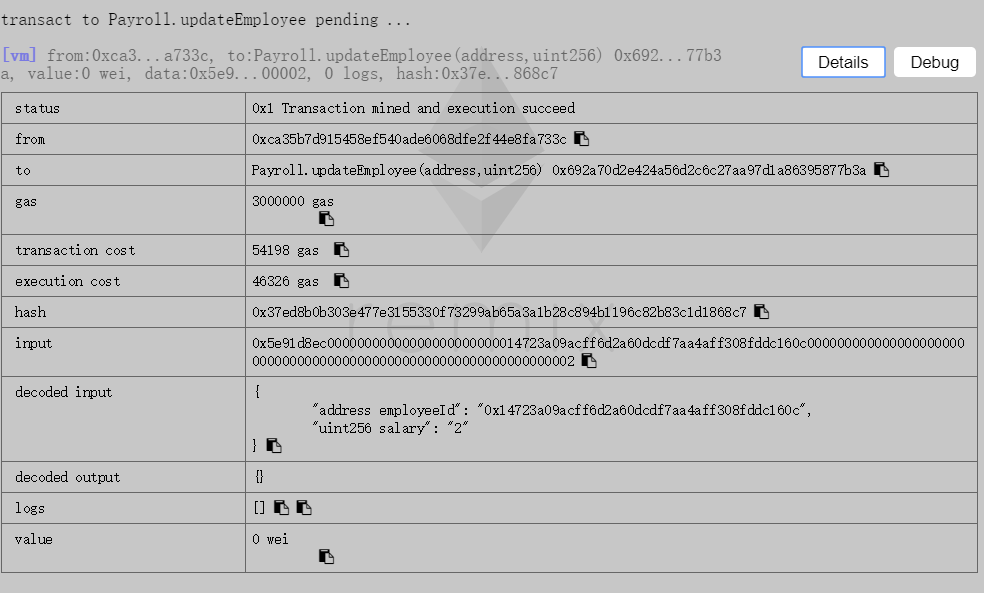 transact to Payroll.updateEmployee pending ...
[vm] from:0xca3...a733c, to:Payroll.updateEmployee(address,uint256) 0x692...77b3
a, value:0 wei, data:0x5e9...00002, 0 logs, hash:0x37e...868c7
Details
Debug
status
0x1 Transaction mined and execution succeed
from
0xca35b7d915458ef540ade6068dfe2f44e8fa733c
to
Payroll.updateEmployee(address,uint256) 0x692a70d2e424a56d2c6c27aa97d1a86395877b3a
gas
3000000 gas
transaction cost
54198 gas
execution cost
46326 gas
hash
0x37ed8b0b303e477e3155330f73299ab65a3a1b28c894b1196c82b83c1d1868c7
input
0x5e91d8ec00000000000000000000000014723a09acff6d2a60dcdf7aa4aff308fddc160c00000000000000000000
00000000000000000000000000000000000000000002
decoded input
{
"address employeeId": "0x14723a09acff6d2a60dcdf7aa4aff308fddc160c",
"uint256 salary": "2"
}
decoded output
{}
logs
[]
value
0 wei
remix